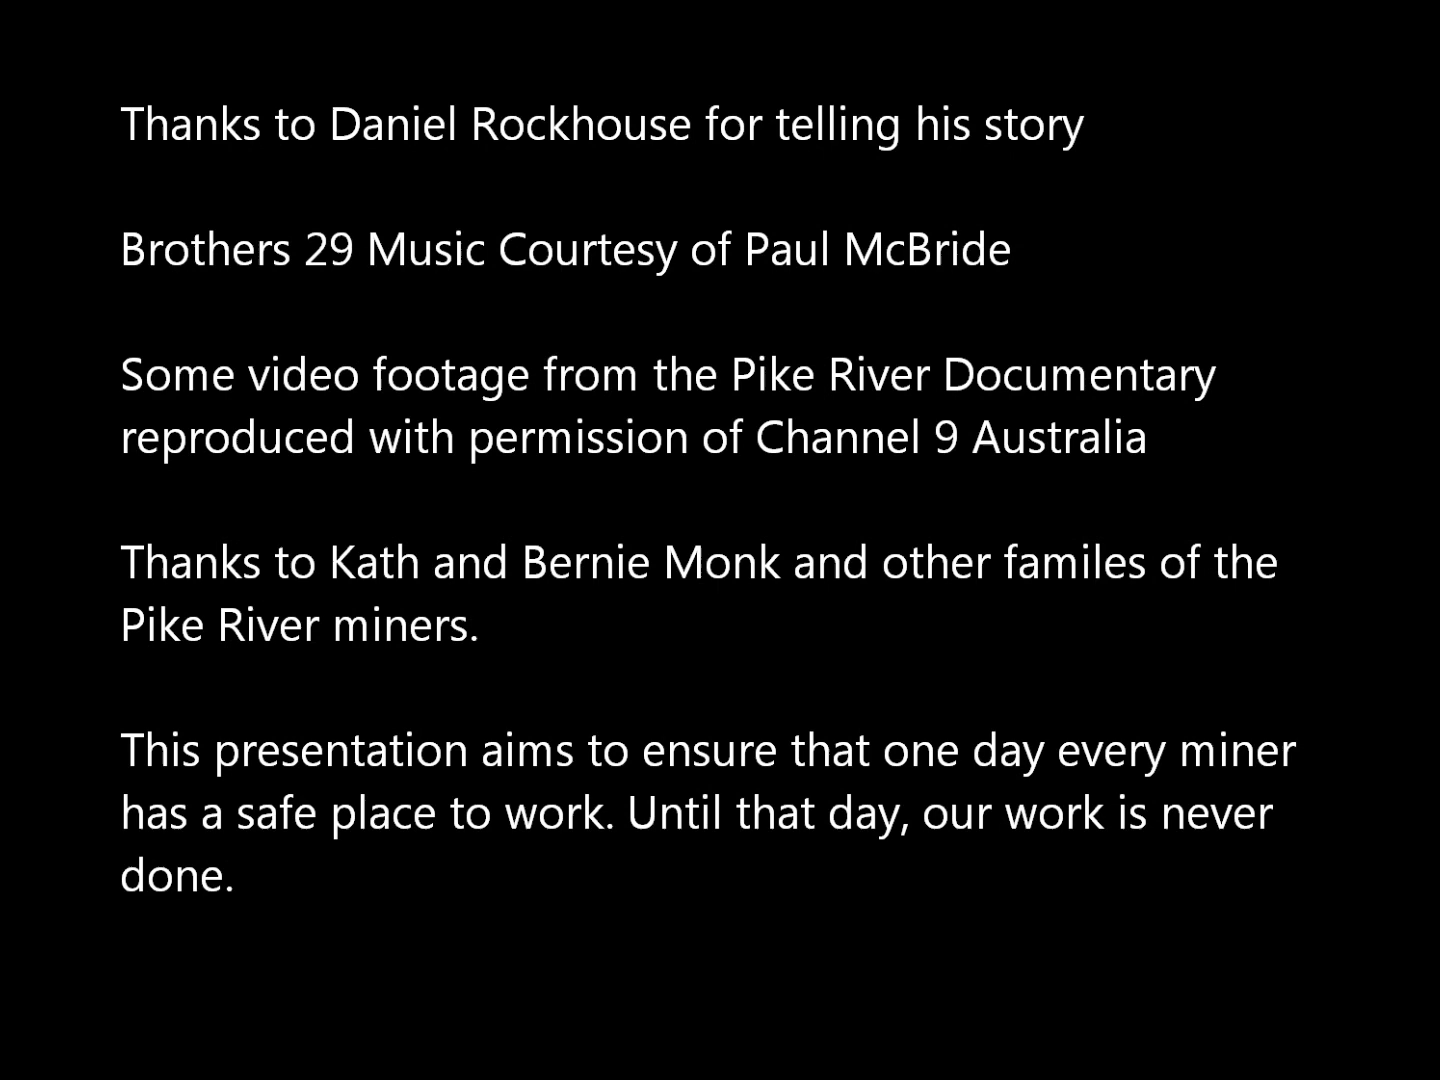 Thanks to Daniel Rockhouse for telling his story
Brothers 29 Music Courtesy of Paul McBride
Some video footage from the Pike River Documentary
reproduced with permission of Channel 9 Australia
Thanks to Kath and Bernie Monk and other familes of the
Pike River miners.
This presentation aims to ensure that one day every miner
has a safe place to work. Until that day, our work is never
done.